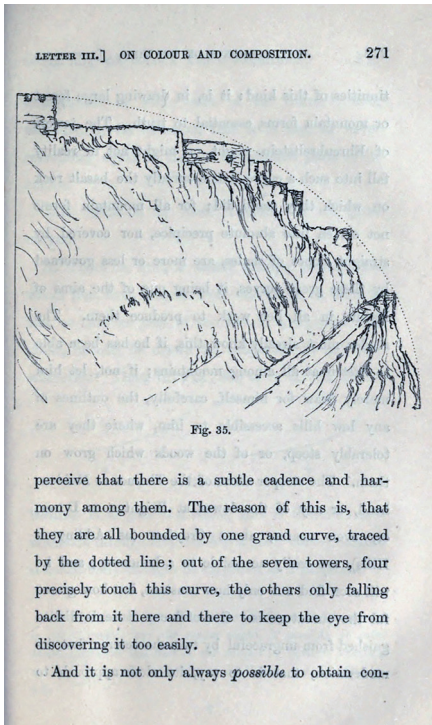 LETTER III.] ON COLOUR AND COMPOSITION. 271
Fig. 35.
perceive that there is a subtle cadence and har-
mony among them. The reason of this is, that
they are all bounded by one grand curve, traced
by the dotted line; out of the seven towers, four
precisely touch this curve, the others only falling
back from it here and there to keep the eye from
discovering it too easily.
And it is not only always possible to obtain con-